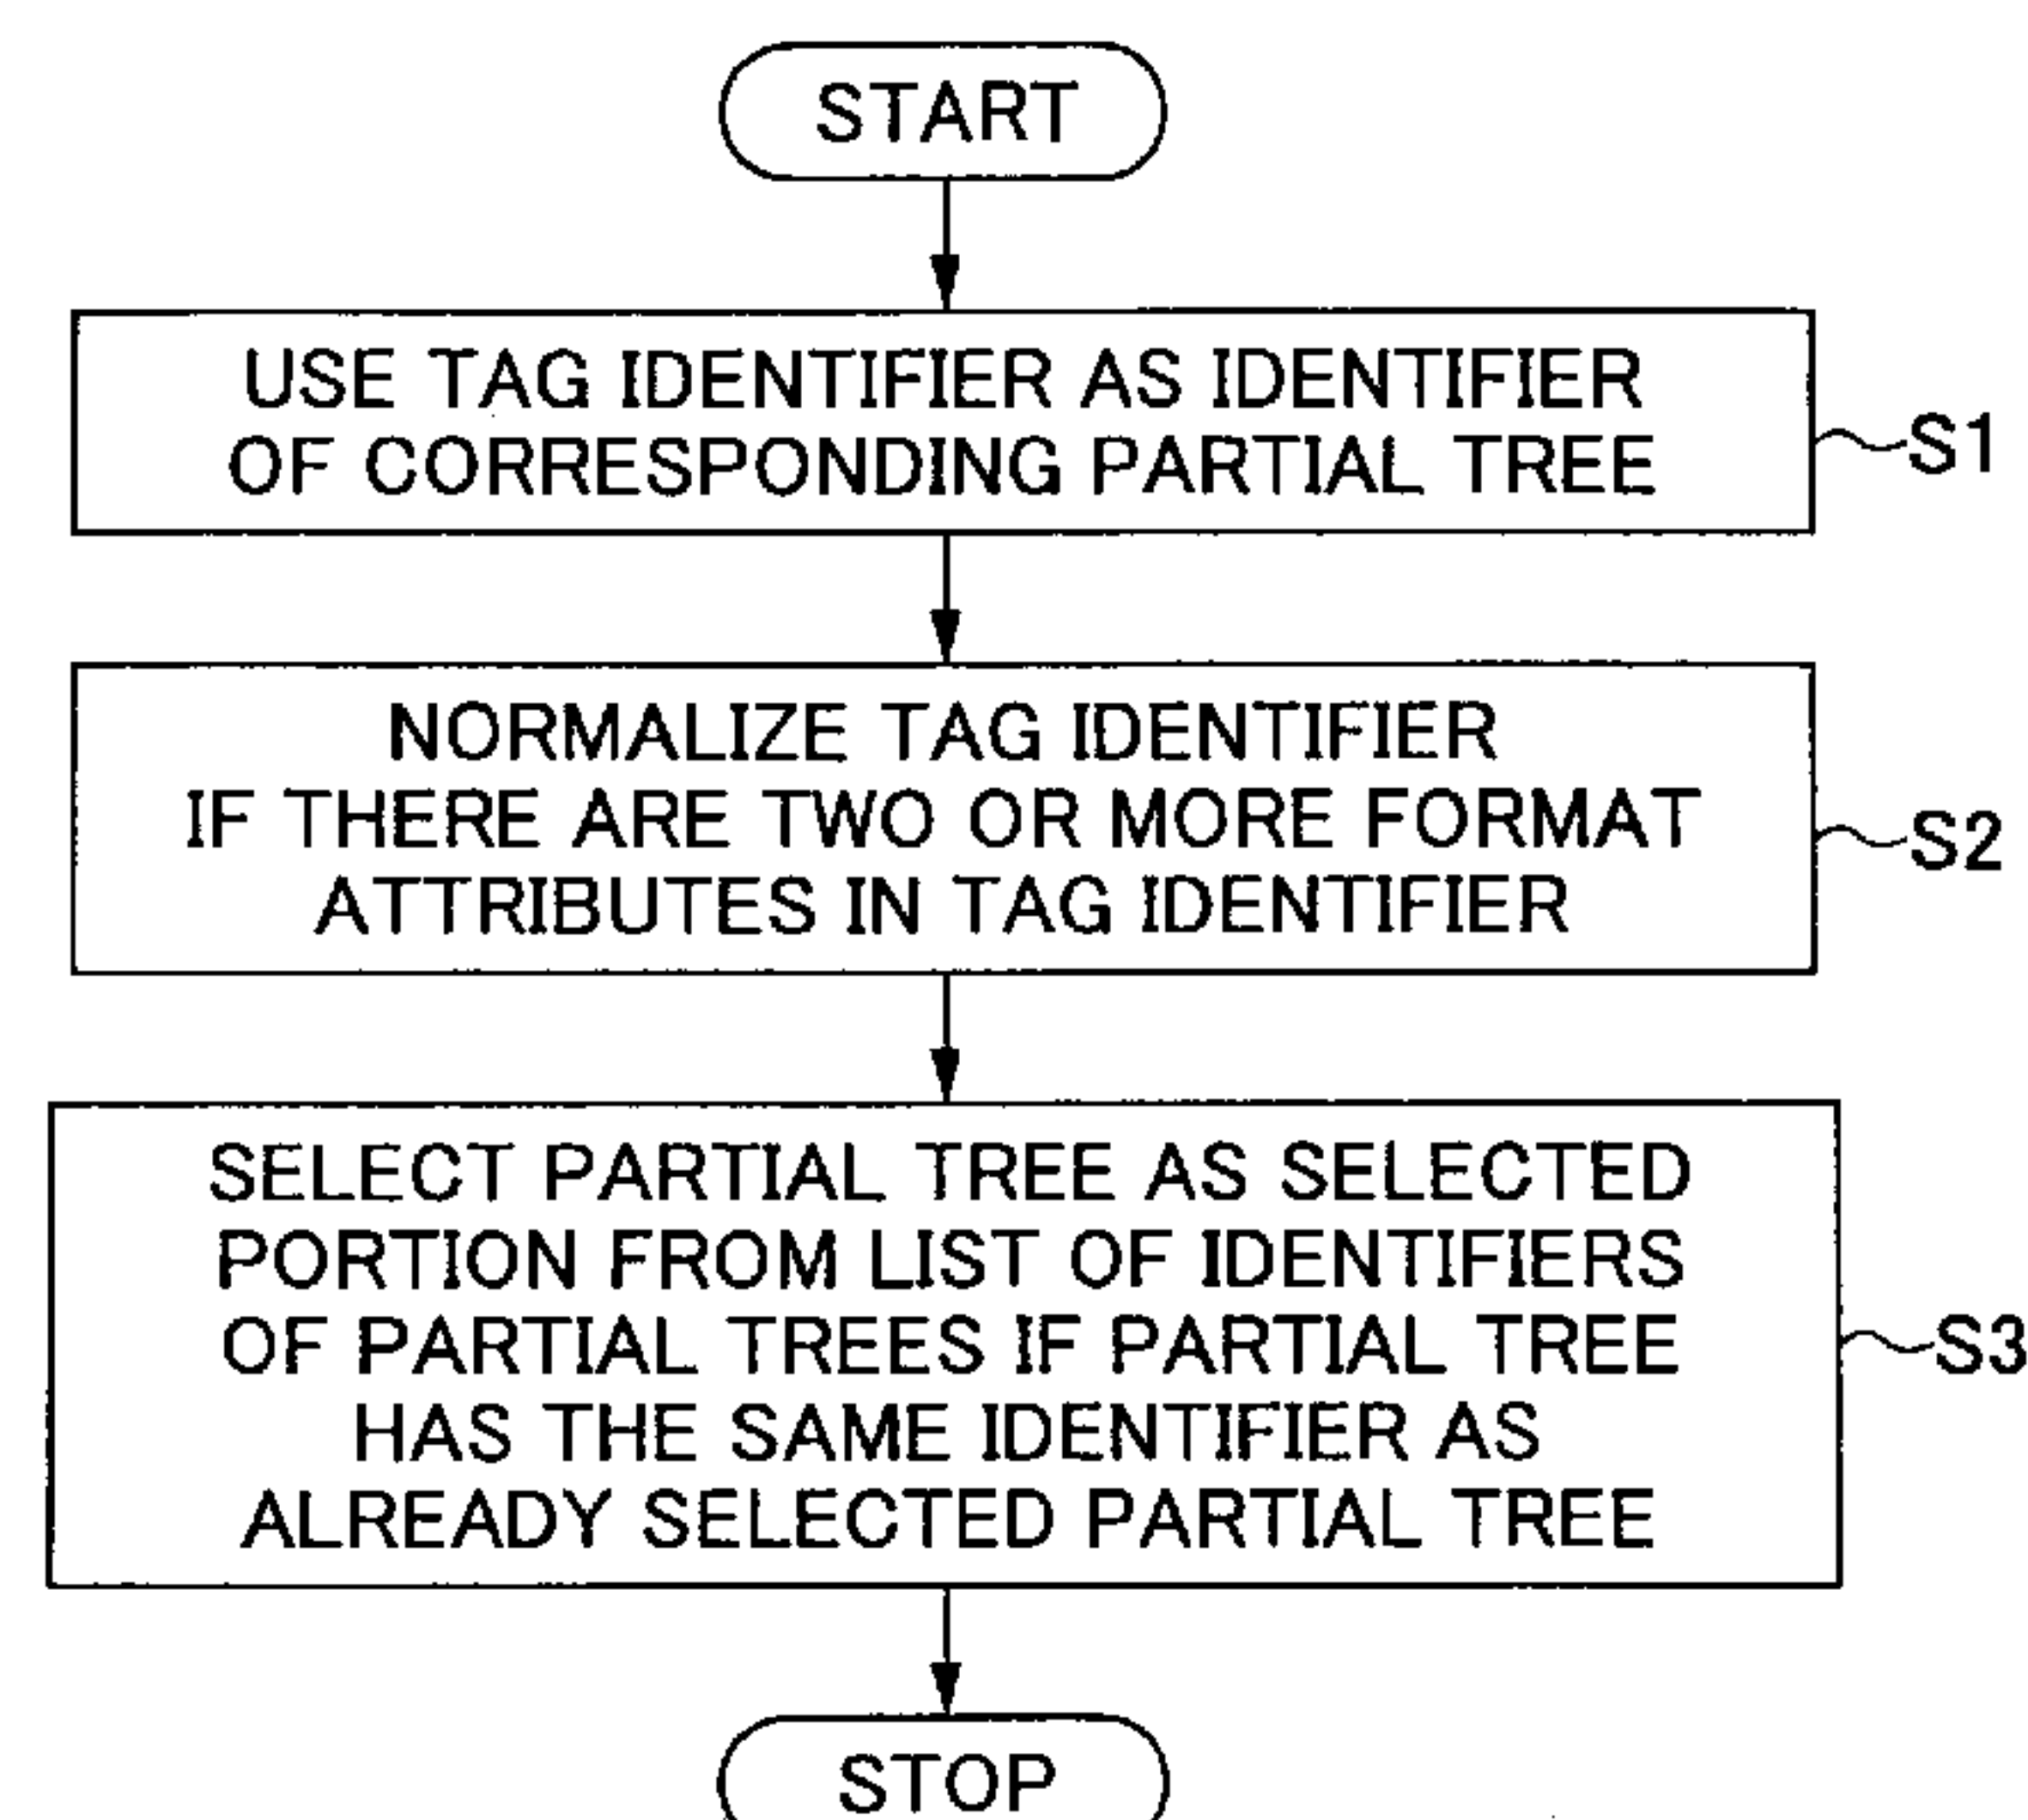 START
USE TAG IDENTIFIER AS IDENTIFIER
OF CORRESPONDING PARTIAL TREE
S1
NORMALIZE TAG IDENTIFIER
IF THERE ARE TWO OR MORE FORMAT
ATTRIBUTES IN TAG IDENTIFIER
S2
SELECT PARTIAL TREE AS SELECTED
PORTION FROM LIST OF IDENTIFIERS
OF PARTIAL TREES IF PARTIAL TREE
HAS THE SAME IDENTIFIER AS
ALREADY SELECTED PARTIAL TREE
S3
STOP